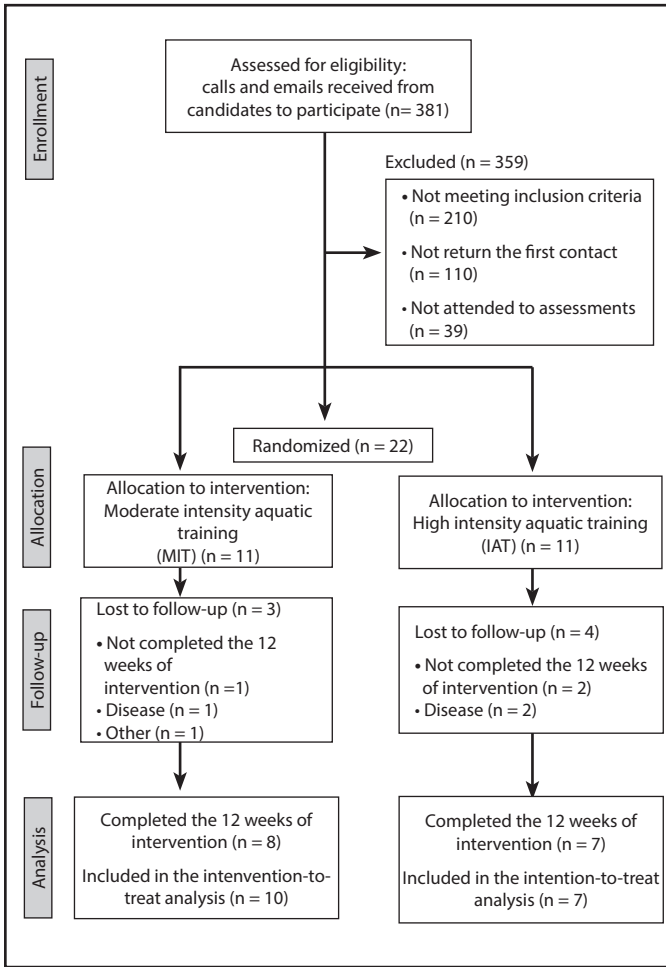 Enrollment
Assessed for eligibility:
calls and emails received from
candidates to participate (n= 381)
Excluded (n = 359)
• Not meeting inclusion criteria
(n = 210)
• Not return the first contact
(n = 110)
• Not attended to assessments
(n = 39)
Randomized (n = 22)
Allocation
Allocation to intervention:
Moderate intensity aquatic
training
(MIT) (n = 11)
Allocation to intervention:
High intensity aquatic training
(IAT) (n = 11)
Follow-up
Lost to follow-up (n = 3)
• Not completed the 12
weeks of
intervention (n =1)
• Disease (n = 1)
• Other (n = 1)
Lost to follow-up (n = 4)
• Not completed the 12 weeks
of intervention (n = 2)
• Disease (n = 2)
Analysis
Completed the 12 weeks of
intervention (n = 8)
Included in the intenvention-to-
treat analysis (n = 10)
Completed the 12 weeks of
intervention (n = 7)
Included in the intention-to-treat
analysis (n = 7)